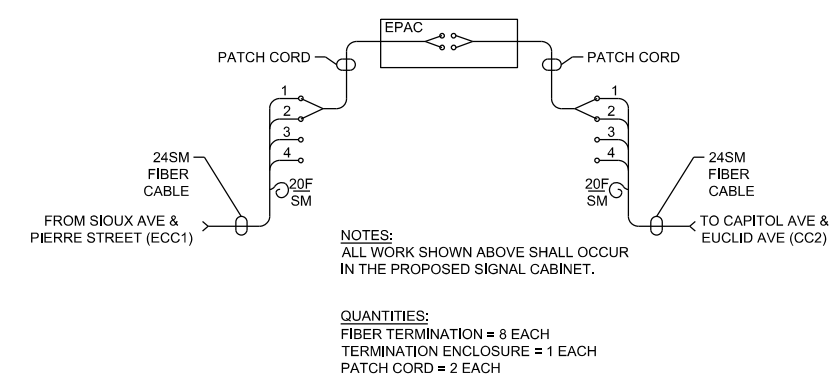 EPAC
PATCH CORD
PATCH CORD
1
2
3
4
1
2
3
4
24SM
FIBER
CABLE
20F
SM
20F
SM
24SM
FIBER
CABLE
FROM SIOUX AVE &
PIERRE STREET (ECC1)
TO CAPITOL AVE &
EUCLID AVE (CC2)
NOTES:
ALL WORK SHOWN ABOVE SHALL OCCUR
IN THE PROPOSED SIGNAL CABINET.
QUANTITIES:
FIBER TERMINATION = 8 EACH
TERMINATION ENCLOSURE = 1 EACH
PATCH CORD = 2 EACH